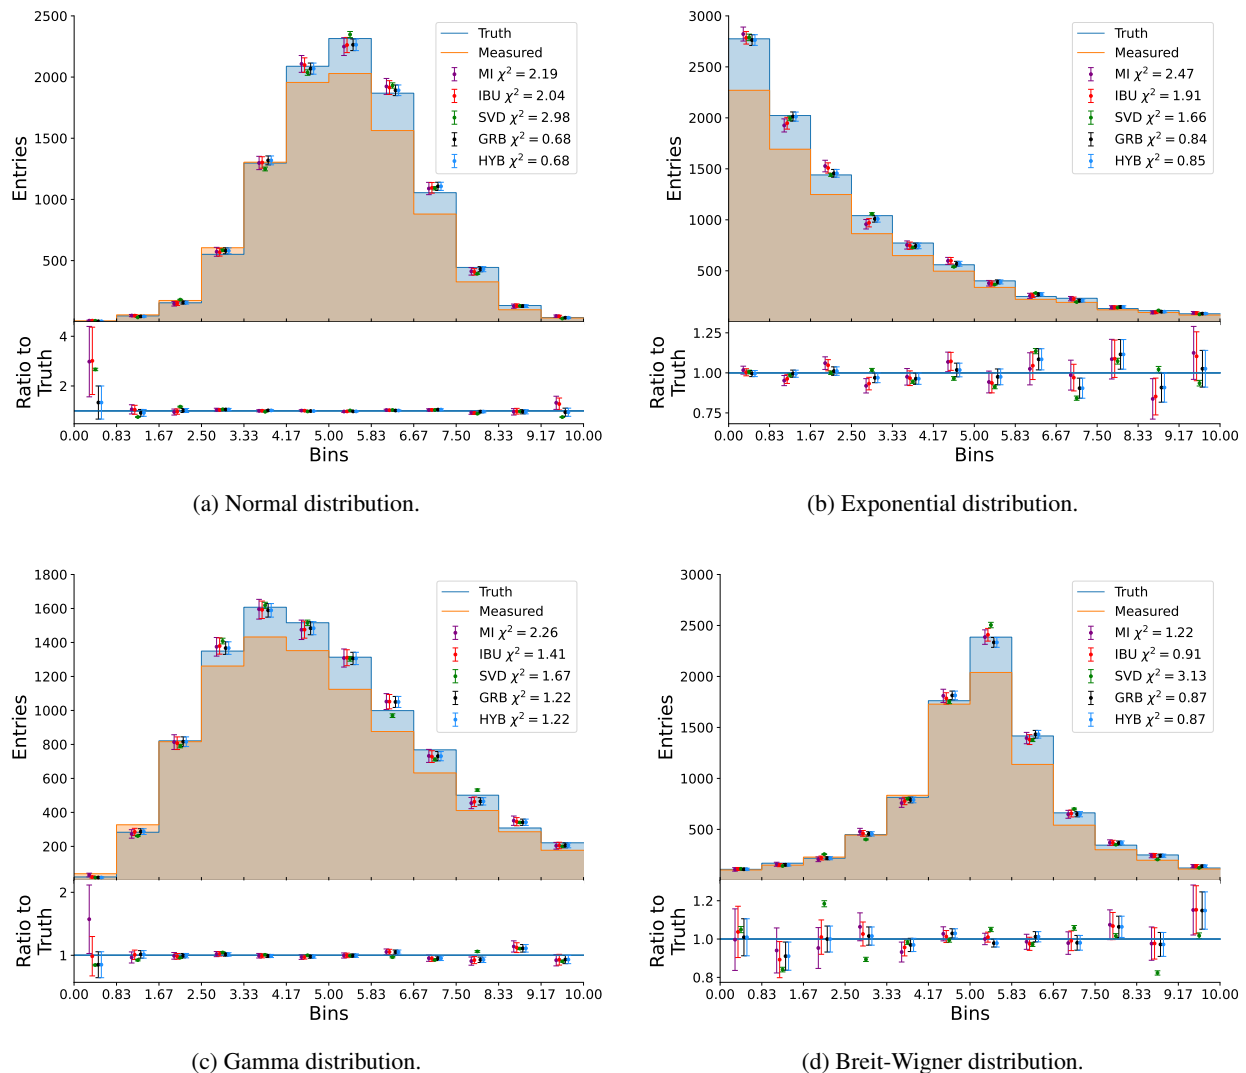 2500
2000
1500
1000
500
Entries
Truth
Measured
MI χ² = 2.19
IBU χ² = 2.04
SVD χ² = 2.98
GRB χ² = 0.68
HYB χ² = 0.68
4
2
Ratio to
Truth
0.00 0.83 1.67 2.50 3.33 4.17 5.00 5.83 6.67 7.50 8.33 9.17 10.00
Bins
(a) Normal distribution.
3000
2500
2000
1500
1000
500
Entries
Truth
Measured
MI χ² = 2.47
IBU χ² = 1.91
SVD χ² = 1.66
GRB χ² = 0.84
HYB χ² = 0.85
1.25
1.00
0.75
Ratio to
Truth
0.00 0.83 1.67 2.50 3.33 4.17 5.00 5.83 6.67 7.50 8.33 9.17 10.00
Bins
(b) Exponential distribution.
1800
1600
1400
1200
1000
800
600
400
200
Entries
Truth
Measured
MI χ² = 2.26
IBU χ² = 1.41
SVD χ² = 1.67
GRB χ² = 1.22
HYB χ² = 1.22
2
1
Ratio to
Truth
0.00 0.83 1.67 2.50 3.33 4.17 5.00 5.83 6.67 7.50 8.33 9.17 10.00
Bins
(c) Gamma distribution.
3000
2500
2000
1500
1000
500
Entries
Truth
Measured
MI χ² = 1.22
IBU χ² = 0.91
SVD χ² = 3.13
GRB χ² = 0.87
HYB χ² = 0.87
1.2
1.0
0.8
Ratio to
Truth
0.00 0.83 1.67 2.50 3.33 4.17 5.00 5.83 6.67 7.50 8.33 9.17 10.00
Bins
(d) Breit-Wigner distribution.